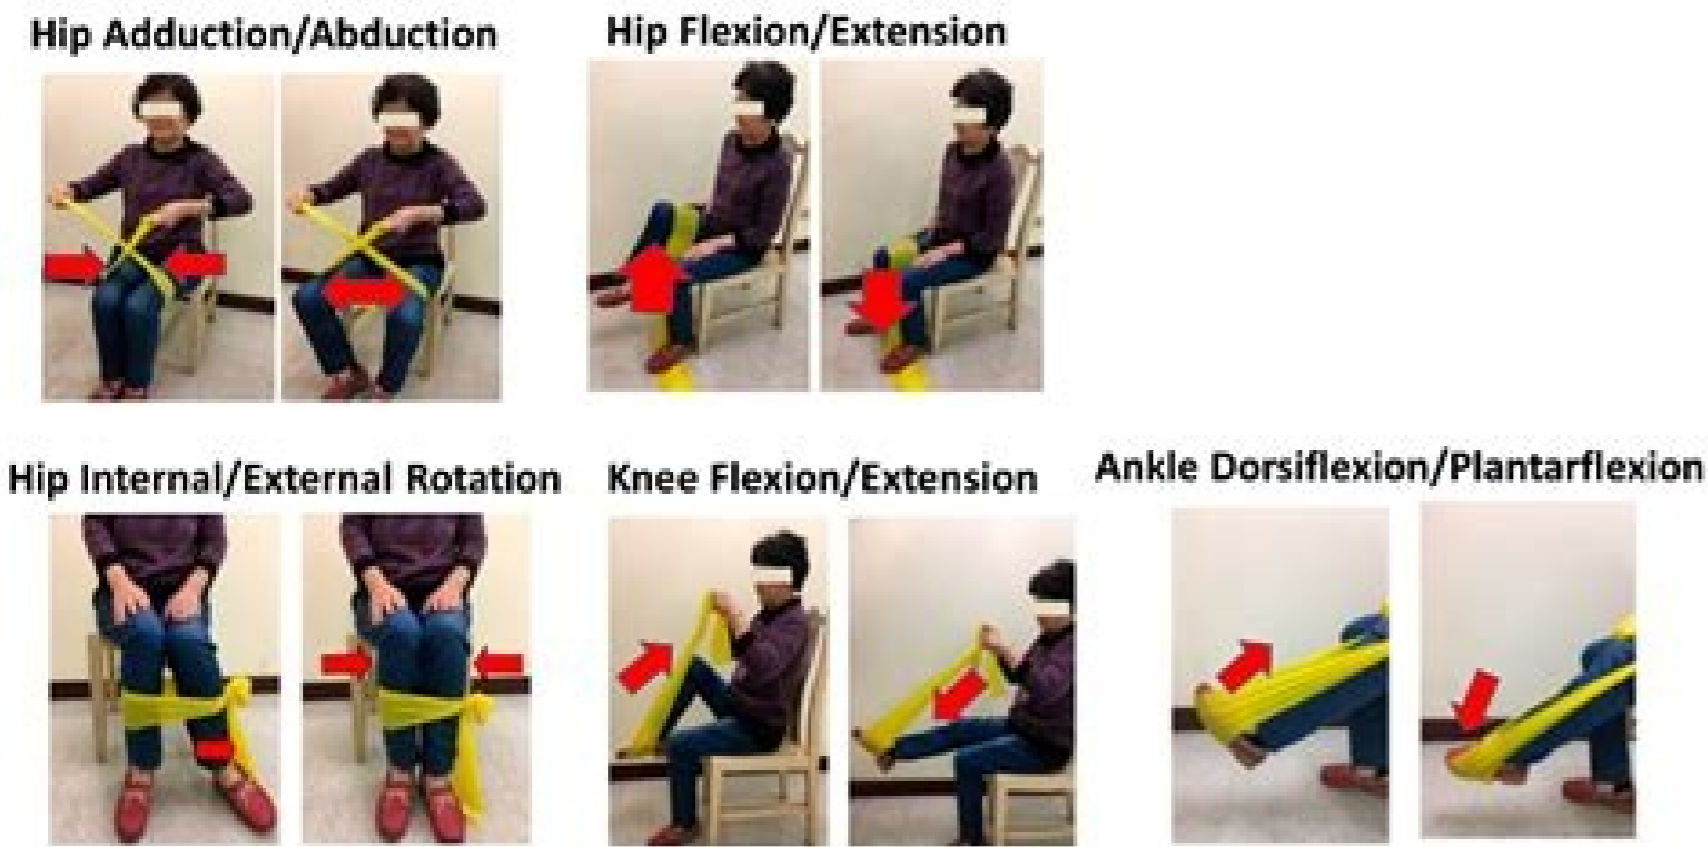 Hip Adduction/Abduction
Hip Flexion/Extension
Hip Internal/External Rotation
Knee Flexion/Extension
Ankle Dorsiflexion/Plantarflexion